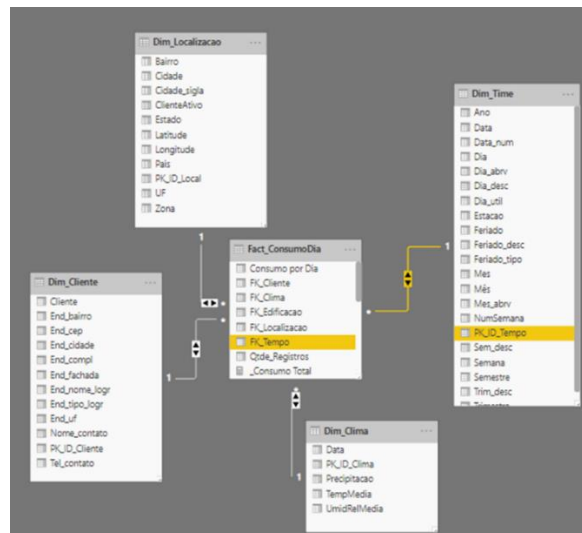 Dim_Localizacao
Bairro
Cidade
Cidade_sigla
ClienteAtivo
Estado
Latitude
Longitude
Pais
PK_ID_Local
UF
Zona
Dim_Time
Ano
Data
Data_num
Dia
Dia_abrv
Dia_desc
Dia_util
Estacao
Feriado
Feriado_desc
Feriado_tipo
Mes
Mês
Mes_abrv
NumSemana
PK_ID_Tempo
Sem_desc
Semana
Semestre
Trim_desc
Trimestre
1
1
Fact_ConsumoDia
Consumo por Dia
FK_Cliente
FK_Clima
FK_Edificacao
FK_Localizacao
FK_Tempo
Qtde_Registros
_Consumo Total
Dim_Cliente
Cliente
End_bairro
End_cep
End_cidade
End_compl
End_fachada
End_nome_logr
End_tipo_logr
End_uf
Nome_contato
PK_ID_Cliente
Tel_contato
1
Dim_Clima
Data
PK_ID_Clima
Precipitacao
TempMedia
UmidRelMedia
1